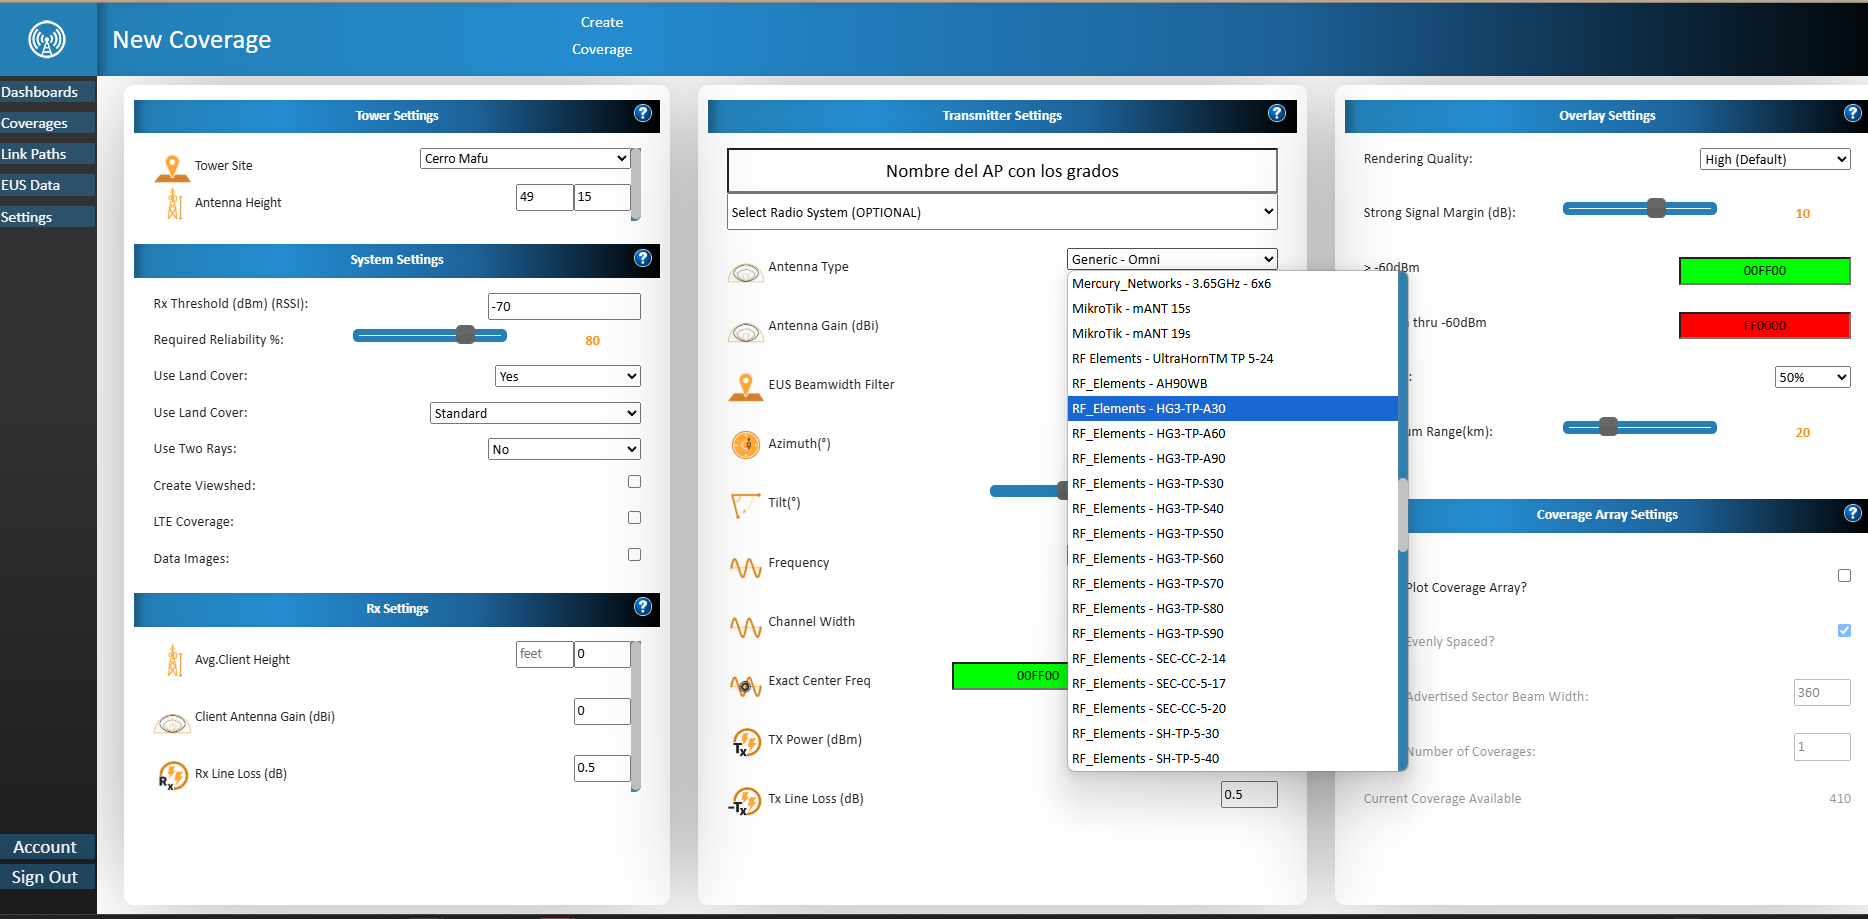 New Coverage
Create
Coverage
Dashboards
Coverages
Link Paths
EUS Data
Settings
Account
Sign Out
Tower Settings
?
Tower Site
Cerro Mafu
Antenna Height
49
15
System Settings
?
Rx Threshold (dBm) (RSSI):
-70
Required Reliability %:
80
Use Land Cover:
Yes
Use Land Cover:
Standard
Use Two Rays:
No
Create Viewshed:
LTE Coverage:
Data Images:
Rx Settings
?
Avg.Client Height
feet
0
Client Antenna Gain (dBi)
0
Rx
Rx Line Loss (dB)
0.5
Transmitter Settings
?
Nombre del AP con los grados
Select Radio System (OPTIONAL)
Antenna Type
Generic - Omni
Mercury_Networks - 3.65GHz - 6x6
MikroTik - mANT 15s
MikroTik - mANT 19s
RF Elements - UltraHornTM TP 5-24
RF_Elements - AH90WB
RF_Elements - HG3-TP-A30
RF_Elements - HG3-TP-A60
RF_Elements - HG3-TP-A90
RF_Elements - HG3-TP-S30
RF_Elements - HG3-TP-S40
RF_Elements - HG3-TP-S50
RF_Elements - HG3-TP-S60
RF_Elements - HG3-TP-S70
RF_Elements - HG3-TP-S80
RF_Elements - HG3-TP-S90
RF_Elements - SEC-CC-2-14
RF_Elements - SEC-CC-5-17
RF_Elements - SEC-CC-5-20
RF_Elements - SH-TP-5-30
RF_Elements - SH-TP-5-40
Antenna Gain (dBi)
EUS Beamwidth Filter
Azimuth(°)
Tilt(°)
Frequency
Channel Width
Exact Center Freq
00FF00
Tx
TX Power (dBm)
-Tx
Tx Line Loss (dB)
0.5
Overlay Settings
?
Rendering Quality:
High (Default)
Strong Signal Margin (dB):
10
> -60dBm
00FF00
thru -60dBm
FF0000
:
50%
um Range(km):
20
Coverage Array Settings
?
Plot Coverage Array?
Evenly Spaced?
Advertised Sector Beam Width:
360
Number of Coverages:
1
Current Coverage Available
410